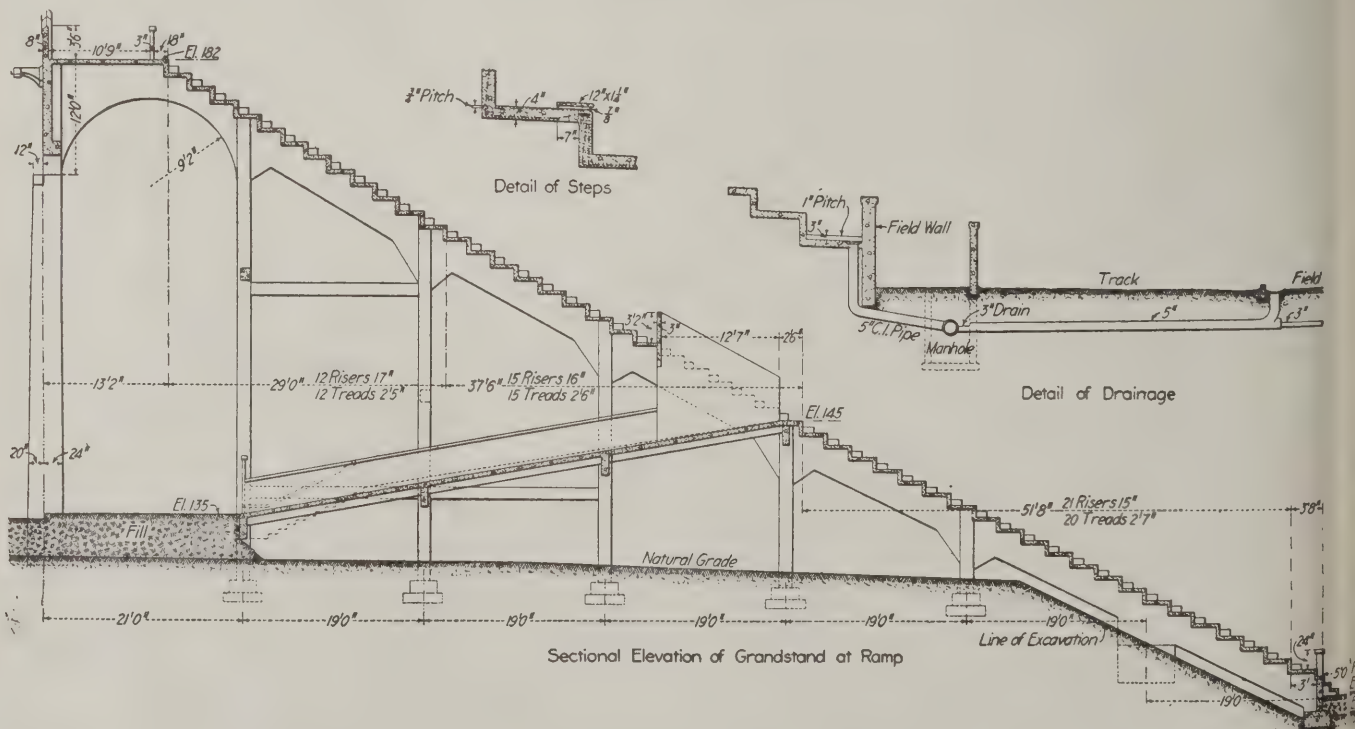 8"
36"
10'9"
3"
18"
El. 182
12'0"
12"
9'2"
3/4" Pitch
4"
12"x1 1/4"
7/8"
7"
Detail of Steps
1" Pitch
3"
Field Wall
Track
Field
3" Drain
5"
3"
5" C.I. Pipe
Manhole
Detail of Drainage
3'2"
3"
12'7"
2'6"
13'2"
29'0" 12 Risers 17"
12 Treads 2'5"
37'6" 15 Risers 16"
15 Treads 2'6"
El. 145
20"
24"
El. 135
Fill
Natural Grade
51'8" 21 Risers 15"
20 Treads 2'7"
3'8"
21'0"
19'0"
19'0"
19'0"
19'0"
19'0"
Line of Excavation
24"
3'
19'0"
Sectional Elevation of Grandstand at Ramp